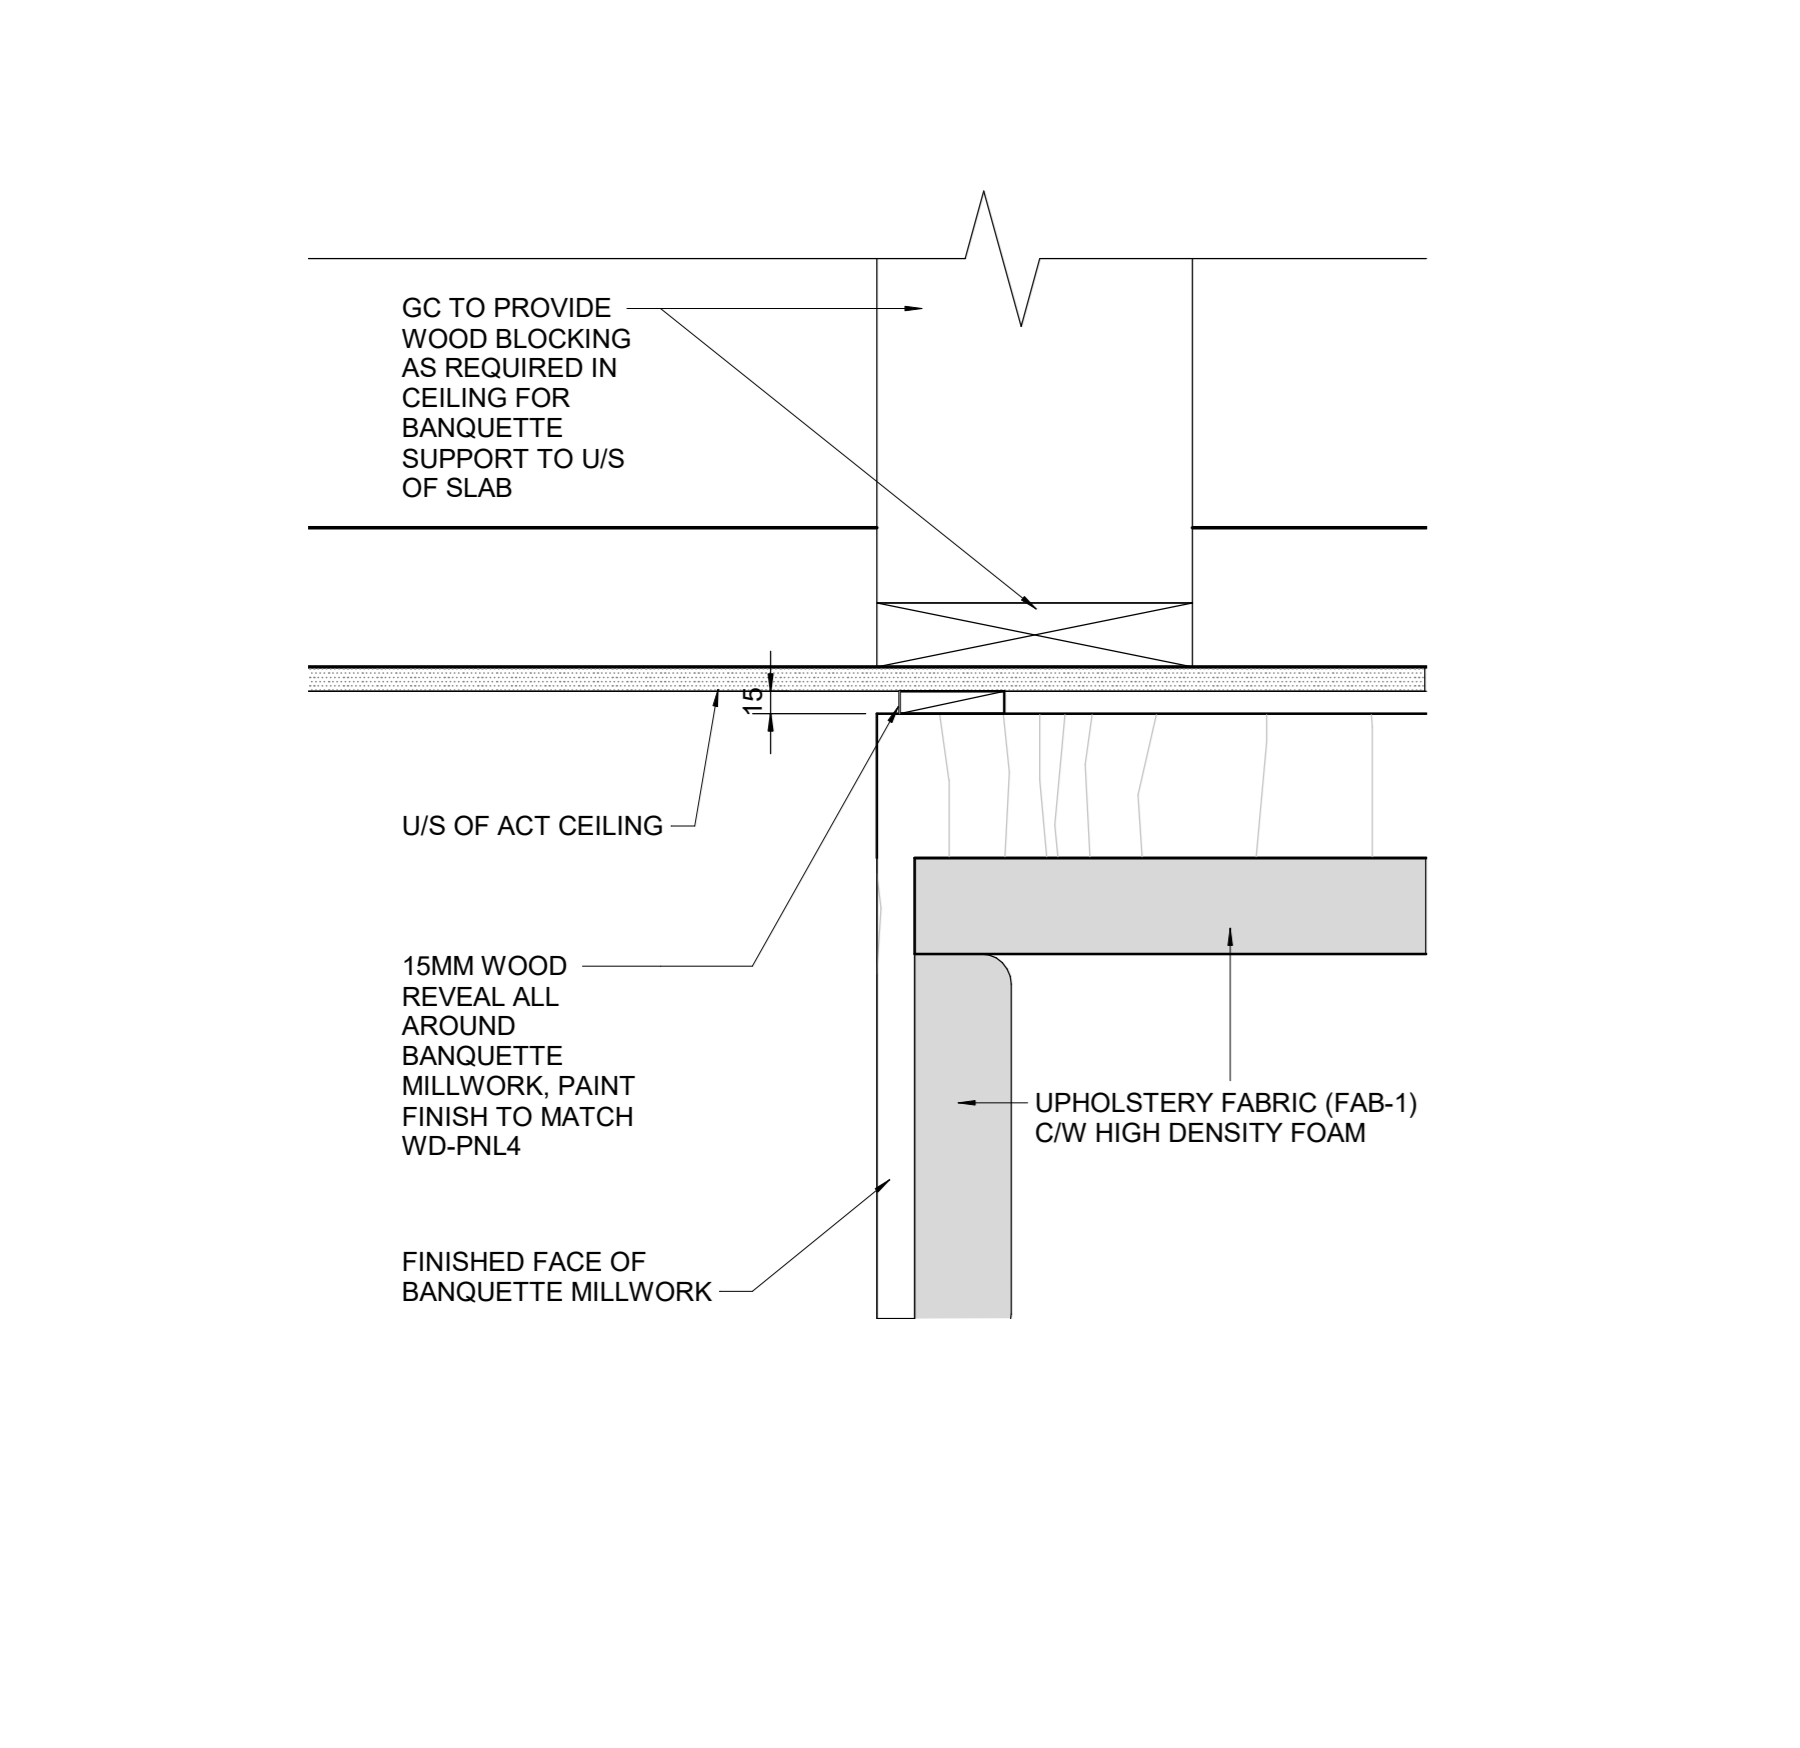 GC TO PROVIDE
WOOD BLOCKING
AS REQUIRED IN
CEILING FOR
BANQUETTE
SUPPORT TO U/S
OF SLAB
15
U/S OF ACT CEILING
15MM WOOD
REVEAL ALL
AROUND
BANQUETTE
MILLWORK, PAINT
FINISH TO MATCH
WD-PNL4
UPHOLSTERY FABRIC (FAB-1)
C/W HIGH DENSITY FOAM
FINISHED FACE OF
BANQUETTE MILLWORK